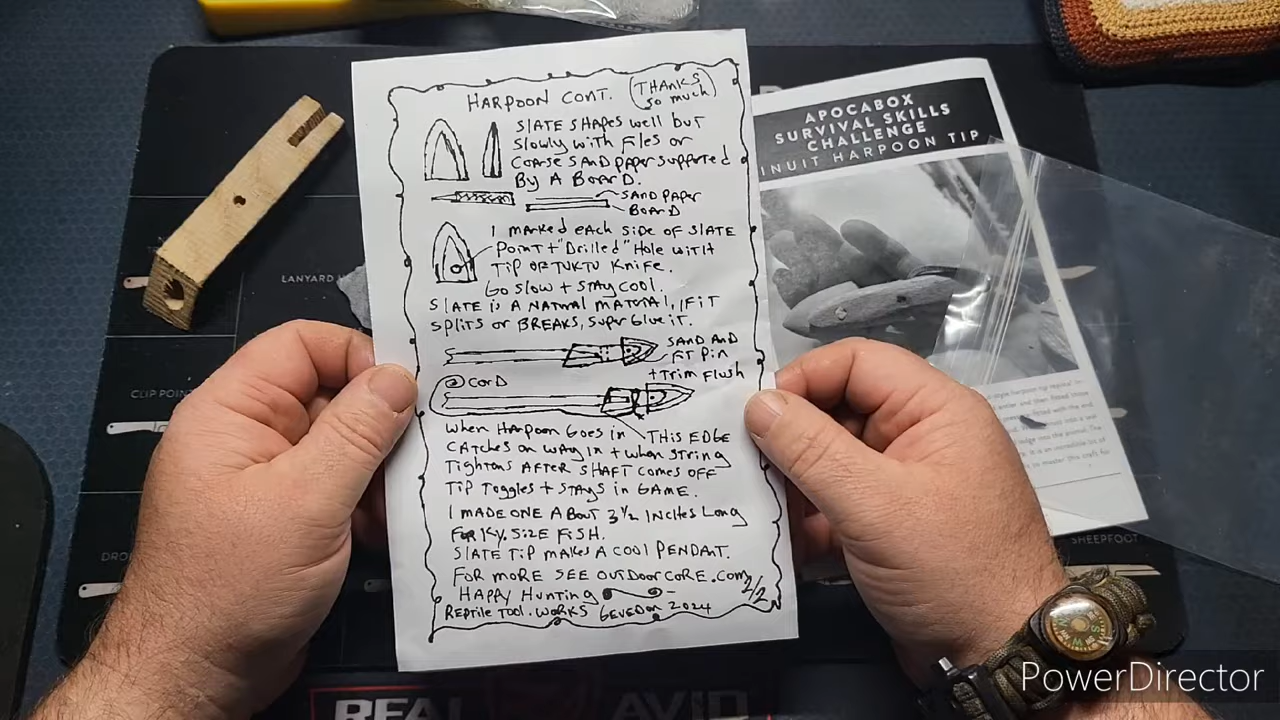 HARPOON CONT. (THANKS SO MUCH)
SLATE SHAPES WELL BUT
SLOWLY WITH FILES OR
COARSE SAND PAPER SUPPORTED
BY A BOARD.
SAND PAPER
BOARD
I MARKED EACH SIDE OF SLATE
POINT + "DRILLED" HOLE WITH
TIP OF TUKTU KNIFE.
GO SLOW + STAY COOL.
SLATE IS A NATURAL MATERIAL, IF IT
SPLITS OR BREAKS, SUPER GLUE IT.
SAND AND
FIT PIN
+ TRIM FLUSH
CORD
WHEN HARPOON GOES IN
CATCHES ON WAY IN + WHEN STRING
TIGHTENS AFTER SHAFT COMES OFF
TIP TOGGLES + STAYS IN GAME.
THIS EDGE
I MADE ONE ABOUT 3 1/2 INCHES LONG
FOR KY. SIZE FISH.
SLATE TIP MAKES A COOL PENDANT.
FOR MORE SEE OUTDOORCORE.COM
2/2
HAPPY HUNTING
REPTILE TOOL.WORKS GEVEDON 2024
APOCABOX
SURVIVAL SKILLS
CHALLENGE
INUIT HARPOON TIP
LANYARD
CLIP POINT
SHEEPFOOT
REAL AVID
PowerDirector